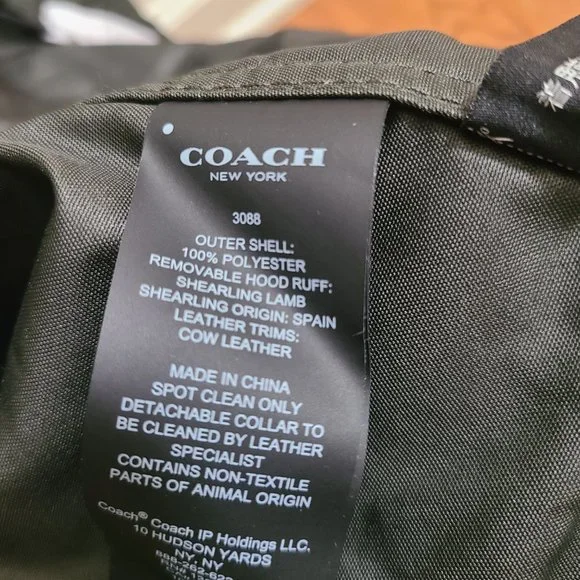 COACH
NEW YORK
3088
OUTER SHELL:
100% POLYESTER
REMOVABLE HOOD RUFF:
SHEARLING LAMB
SHEARLING ORIGIN: SPAIN
LEATHER TRIMS:
COW LEATHER
MADE IN CHINA
SPOT CLEAN ONLY
DETACHABLE COLLAR TO
BE CLEANED BY LEATHER
SPECIALIST
CONTAINS NON-TEXTILE
PARTS OF ANIMAL ORIGIN
Coach® Coach IP Holdings LLC.
10 HUDSON YARDS
NY, NY